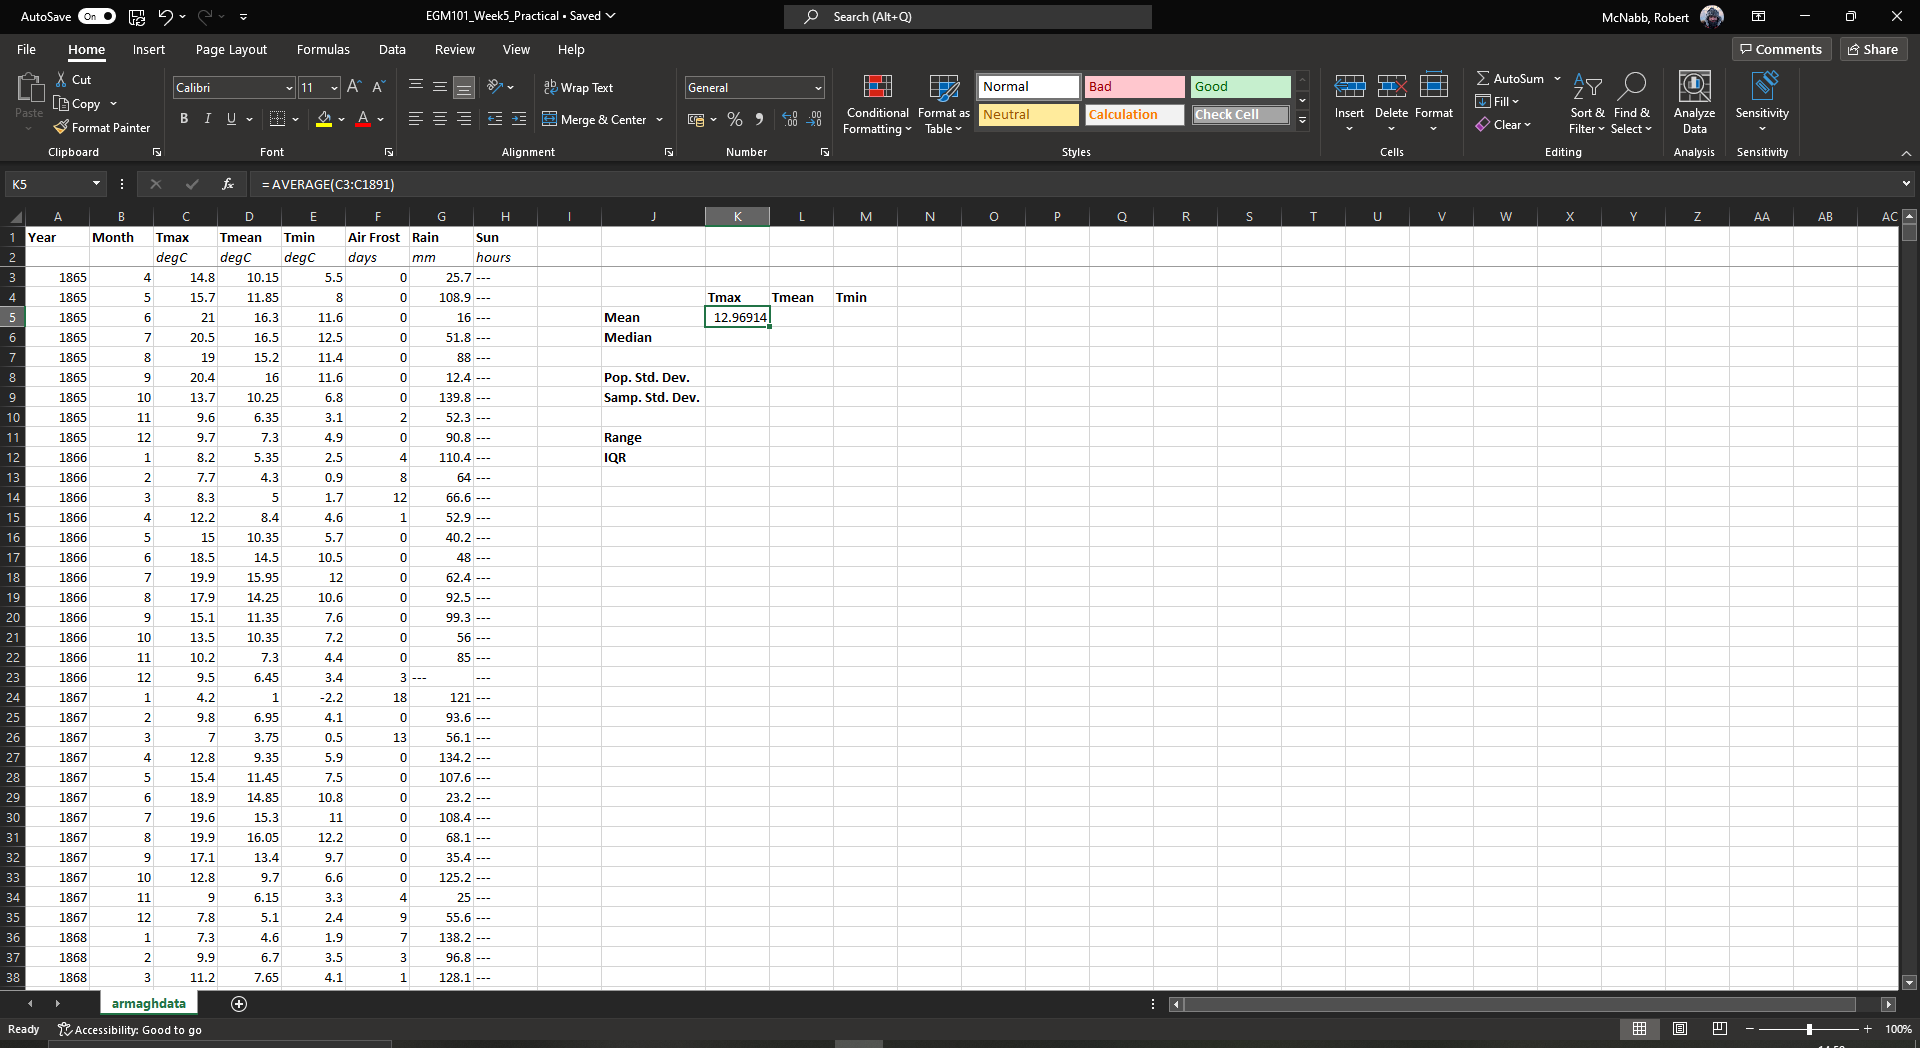 AutoSave On EGM101_Week5_Practical • Saved Search (Alt+Q) McNabb, Robert
File Home Insert Page Layout Formulas Data Review View Help Comments Share
Paste Cut Copy Format Painter Clipboard
Calibri 11 A A B I U A Font
ab Wrap Text Merge & Center Alignment
General % 9 Number
Conditional Formatting Format as Table Normal Bad Good Neutral Calculation Check Cell Styles
Insert Delete Format Cells
AutoSum Fill Clear Sort & Filter Find & Select Editing
Analyze Data Analysis Sensitivity Sensitivity
K5 fx =AVERAGE(C3:C1891)
A B C D E F G H I J K L M N O P Q R S T U V W X Y Z AA AB AC
1 Year Month Tmax Tmean Tmin Air Frost Rain Sun
2 degC degC degC days mm hours
3 1865 4 14.8 10.15 5.5 0 25.7 ---
4 1865 5 15.7 11.85 8 0 108.9 --- Tmax Tmean Tmin
5 1865 6 21 16.3 11.6 0 16 --- Mean 12.96914
6 1865 7 20.5 16.5 12.5 0 51.8 --- Median
7 1865 8 19 15.2 11.4 0 88 ---
8 1865 9 20.4 16 11.6 0 12.4 --- Pop. Std. Dev.
9 1865 10 13.7 10.25 6.8 0 139.8 --- Samp. Std. Dev.
10 1865 11 9.6 6.35 3.1 2 52.3 ---
11 1865 12 9.7 7.3 4.9 0 90.8 --- Range
12 1866 1 8.2 5.35 2.5 4 110.4 --- IQR
13 1866 2 7.7 4.3 0.9 8 64 ---
14 1866 3 8.3 5 1.7 12 66.6 ---
15 1866 4 12.2 8.4 4.6 1 52.9 ---
16 1866 5 15 10.35 5.7 0 40.2 ---
17 1866 6 18.5 14.5 10.5 0 48 ---
18 1866 7 19.9 15.95 12 0 62.4 ---
19 1866 8 17.9 14.25 10.6 0 92.5 ---
20 1866 9 15.1 11.35 7.6 0 99.3 ---
21 1866 10 13.5 10.35 7.2 0 56 ---
22 1866 11 10.2 7.3 4.4 0 85 ---
23 1866 12 9.5 6.45 3.4 3 --- ---
24 1867 1 4.2 1 -2.2 18 121 ---
25 1867 2 9.8 6.95 4.1 0 93.6 ---
26 1867 3 7 3.75 0.5 13 56.1 ---
27 1867 4 12.8 9.35 5.9 0 134.2 ---
28 1867 5 15.4 11.45 7.5 0 107.6 ---
29 1867 6 18.9 14.85 10.8 0 23.2 ---
30 1867 7 19.6 15.3 11 0 108.4 ---
31 1867 8 19.9 16.05 12.2 0 68.1 ---
32 1867 9 17.1 13.4 9.7 0 35.4 ---
33 1867 10 12.8 9.7 6.6 0 125.2 ---
34 1867 11 9 6.15 3.3 4 25 ---
35 1867 12 7.8 5.1 2.4 9 55.6 ---
36 1868 1 7.3 4.6 1.9 7 138.2 ---
37 1868 2 9.9 6.7 3.5 3 96.8 ---
38 1868 3 11.2 7.65 4.1 1 128.1 ---
armaghdata
Ready Accessibility: Good to go 100%